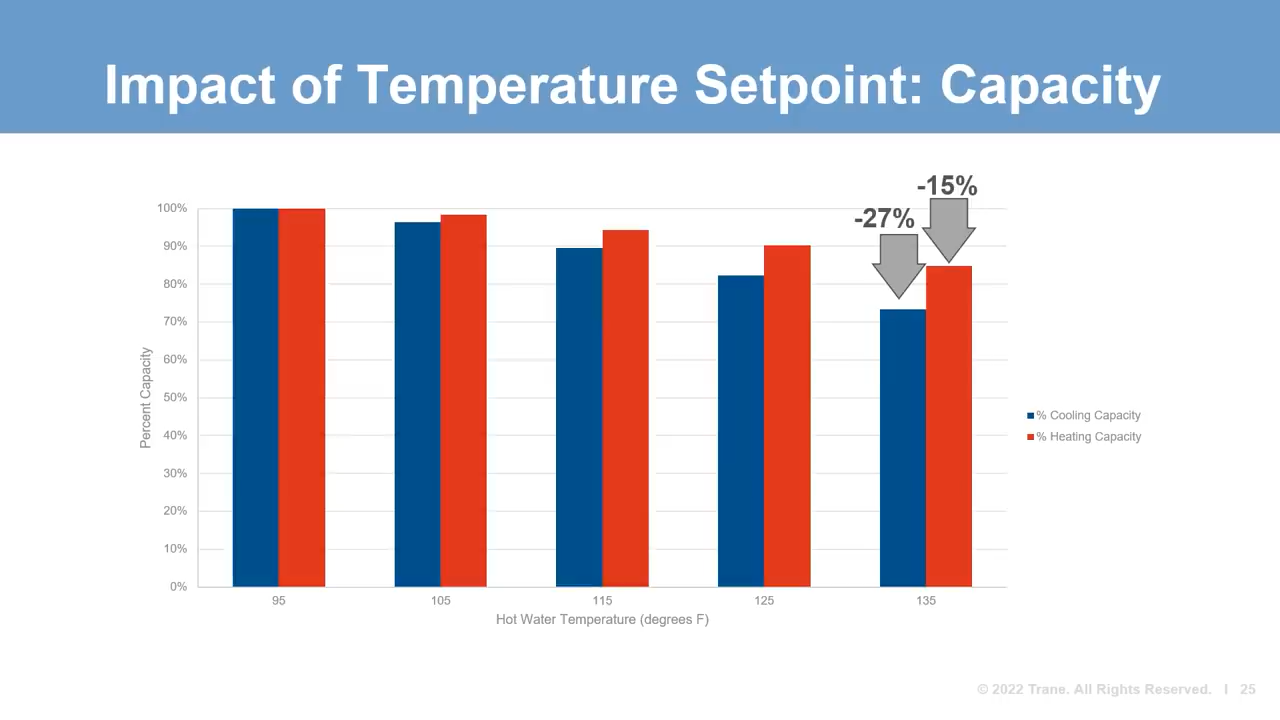 Impact of Temperature Setpoint: Capacity
-15%
-27%
100%
90%
80%
70%
60%
50%
40%
30%
20%
10%
0%
Percent Capacity
95 105 115 125 135
Hot Water Temperature (degrees F)
% Cooling Capacity
% Heating Capacity
© 2022 Trane. All Rights Reserved. I 25